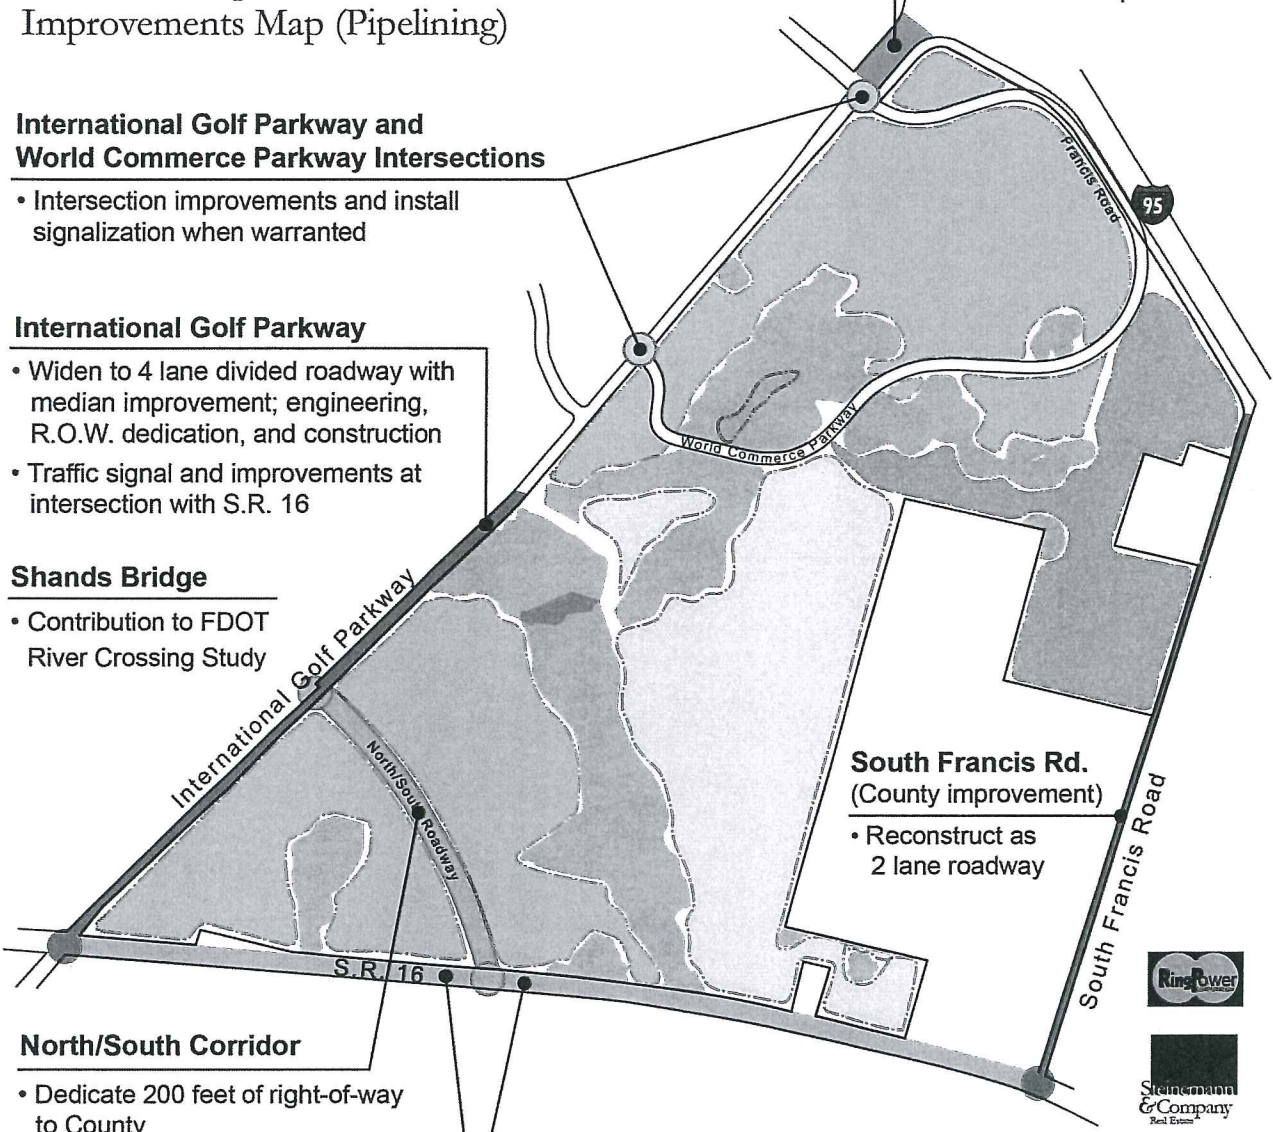 Improvements Map (Pipelining)
International Golf Parkway and
World Commerce Parkway Intersections
• Intersection improvements and install
signalization when warranted
International Golf Parkway
• Widen to 4 lane divided roadway with
median improvement; engineering,
R.O.W. dedication, and construction
• Traffic signal and improvements at
intersection with S.R. 16
Shands Bridge
• Contribution to FDOT
River Crossing Study
Francis Road
95
World Commerce Parkway
International Golf Parkway
North/South Roadway
S.R. 16
South Francis Rd.
(County improvement)
• Reconstruct as
2 lane roadway
South Francis Road
North/South Corridor
• Dedicate 200 feet of right-of-way
to County
RingPower
Steinemann
&Company
Real Estate